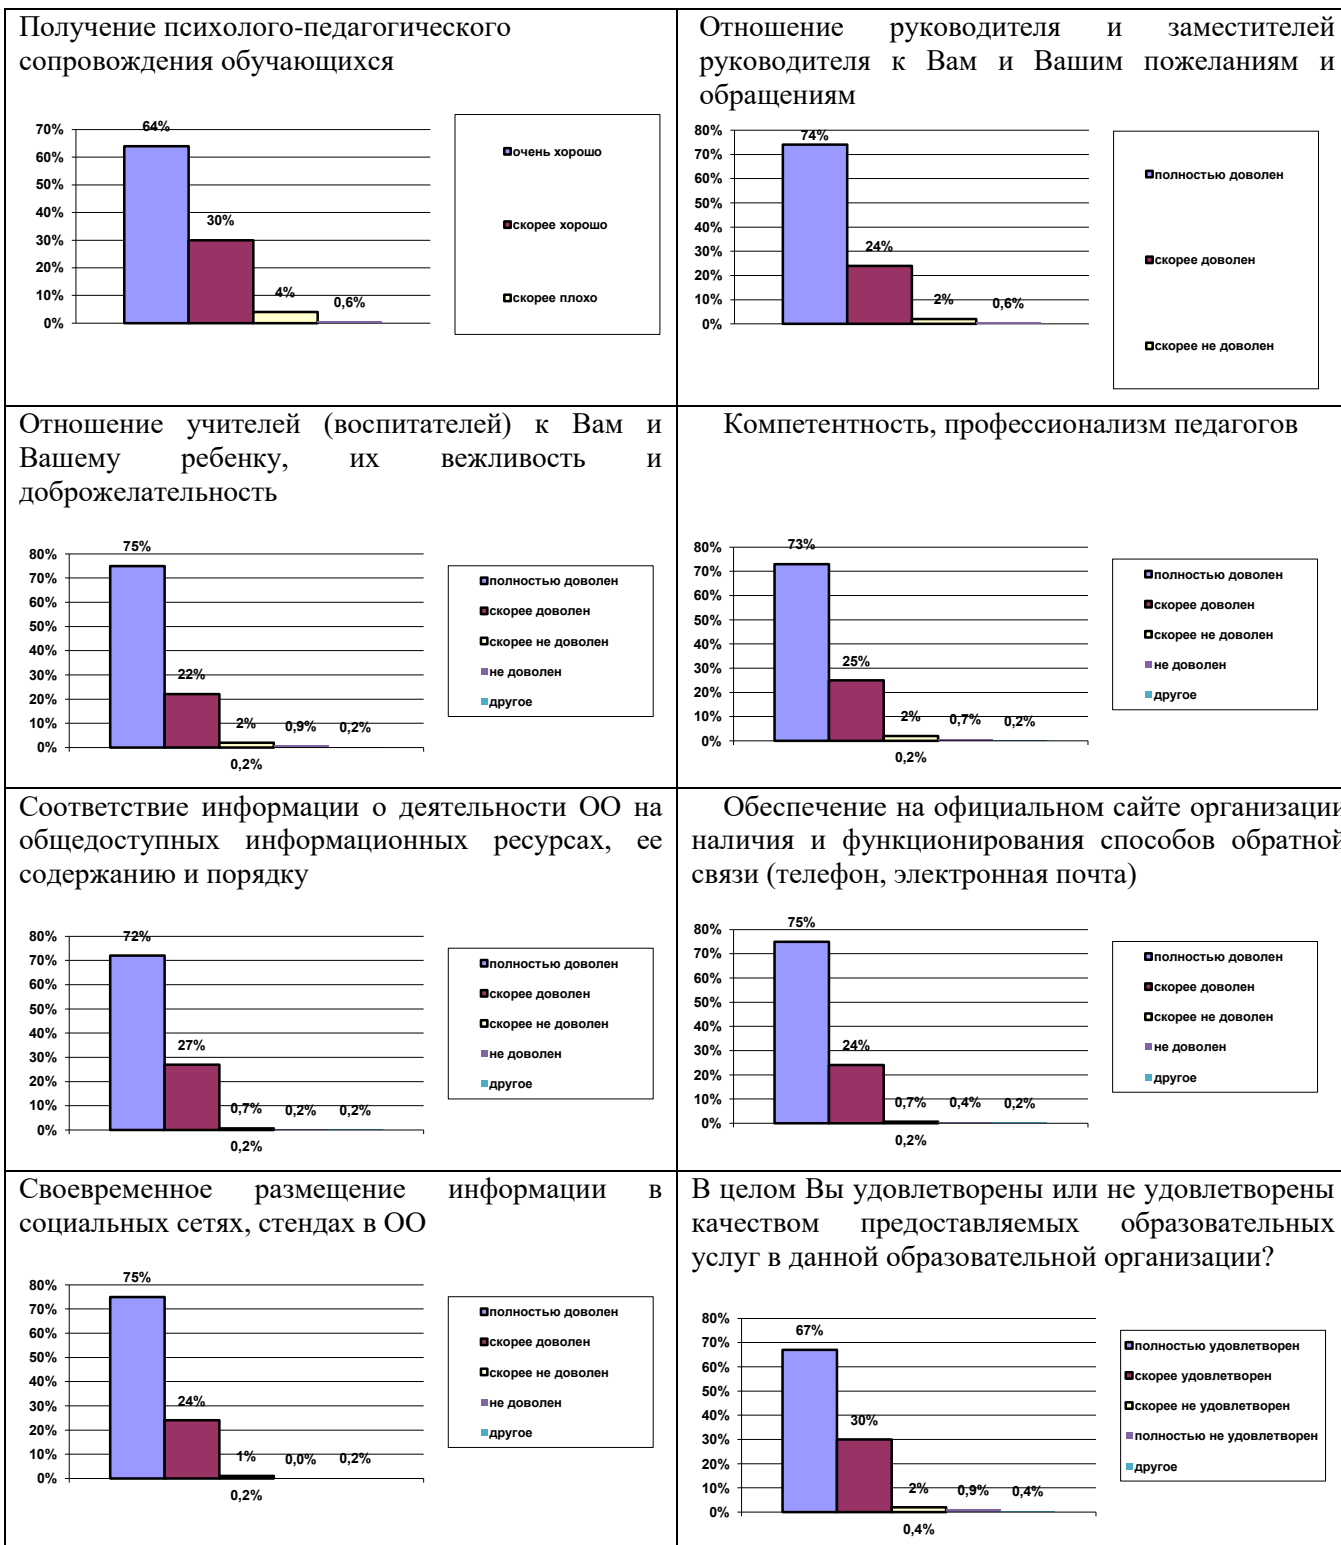 Получение психолого-педагогического
сопровождения обучающихся
70%
60%
50%
40%
30%
20%
10%
0%
64%
30%
4%
0,6%
очень хорошо
скорее хорошо
скорее плохо
Отношение руководителя и заместителей
руководителя к Вам и Вашим пожеланиям и
обращениям
80%
70%
60%
50%
40%
30%
20%
10%
0%
74%
24%
2%
0,6%
полностью доволен
скорее доволен
скорее не доволен
Отношение учителей (воспитателей) к Вам и
Вашему ребенку, их вежливость и
доброжелательность
80%
70%
60%
50%
40%
30%
20%
10%
0%
75%
22%
2%
0,9%
0,2%
0,2%
полностью доволен
скорее доволен
скорее не доволен
не доволен
другое
Компетентность, профессионализм педагогов
80%
70%
60%
50%
40%
30%
20%
10%
0%
73%
25%
2%
0,7%
0,2%
0,2%
полностью доволен
скорее доволен
скорее не доволен
не доволен
другое
Соответствие информации о деятельности ОО на
общедоступных информационных ресурсах, ее
содержанию и порядку
80%
70%
60%
50%
40%
30%
20%
10%
0%
72%
27%
0,7%
0,2%
0,2%
0,2%
полностью доволен
скорее доволен
скорее не доволен
не доволен
другое
Обеспечение на официальном сайте организации
наличия и функционирования способов обратной
связи (телефон, электронная почта)
80%
70%
60%
50%
40%
30%
20%
10%
0%
75%
24%
0,7%
0,4%
0,2%
0,2%
полностью доволен
скорее доволен
скорее не доволен
не доволен
другое
Своевременное размещение информации в
социальных сетях, стендах в ОО
80%
70%
60%
50%
40%
30%
20%
10%
0%
75%
24%
1%
0,0%
0,2%
0,2%
полностью доволен
скорее доволен
скорее не доволен
не доволен
другое
В целом Вы удовлетворены или не удовлетворены
качеством предоставляемых образовательных
услуг в данной образовательной организации?
80%
70%
60%
50%
40%
30%
20%
10%
0%
67%
30%
2%
0,9%
0,4%
0,4%
полностью удовлетворен
скорее удовлетворен
скорее не удовлетворен
полностью не удовлетворен
другое